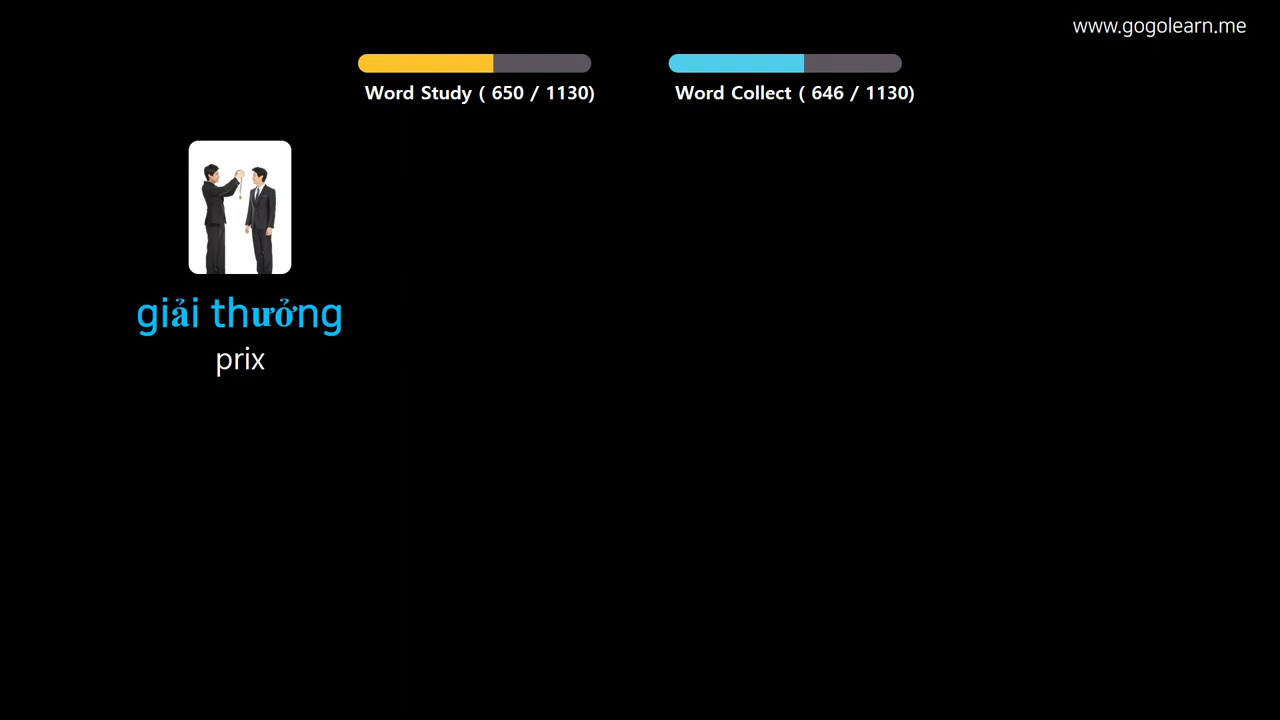 www.gogolearn.me
Word Study ( 650 / 1130)
Word Collect ( 646 / 1130)
giải thưởng
prix